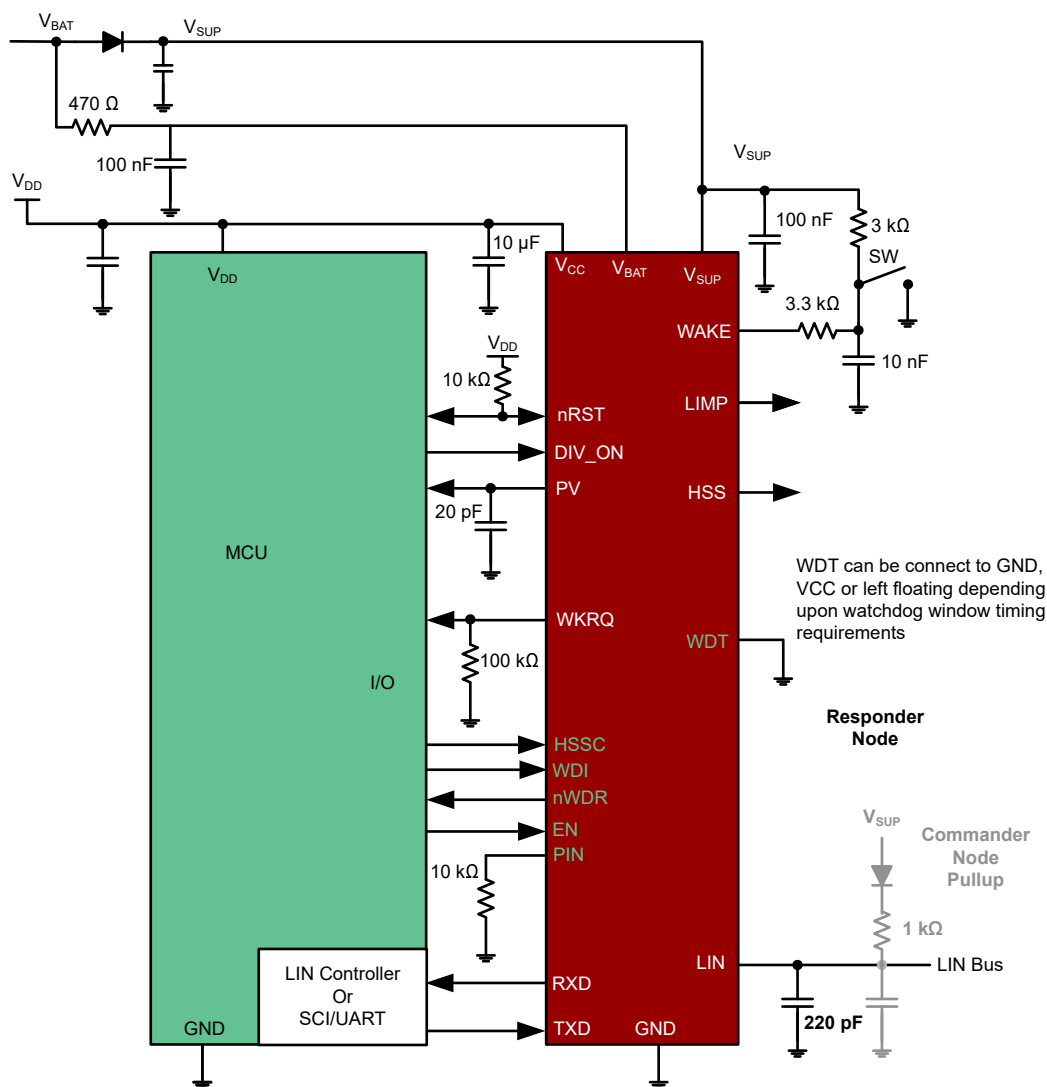 VBAT
VSUP
470 Ω
100 nF
VDD
VSUP
10 µF
100 nF
3 kΩ
SW
VDD
VCC
VBAT
VSUP
3.3 kΩ
WAKE
10 nF
VDD
10 kΩ
nRST
LIMP
DIV_ON
PV
HSS
20 pF
MCU
WDT can be connect to GND,
VCC or left floating depending
upon watchdog window timing
requirements
WKRQ
WDT
100 kΩ
I/O
Responder
Node
HSSC
WDI
nWDR
EN
PIN
10 kΩ
VSUP
Commander
Node
Pullup
1 kΩ
LIN
LIN Bus
LIN Controller
Or
SCI/UART
RXD
220 pF
GND
TXD
GND